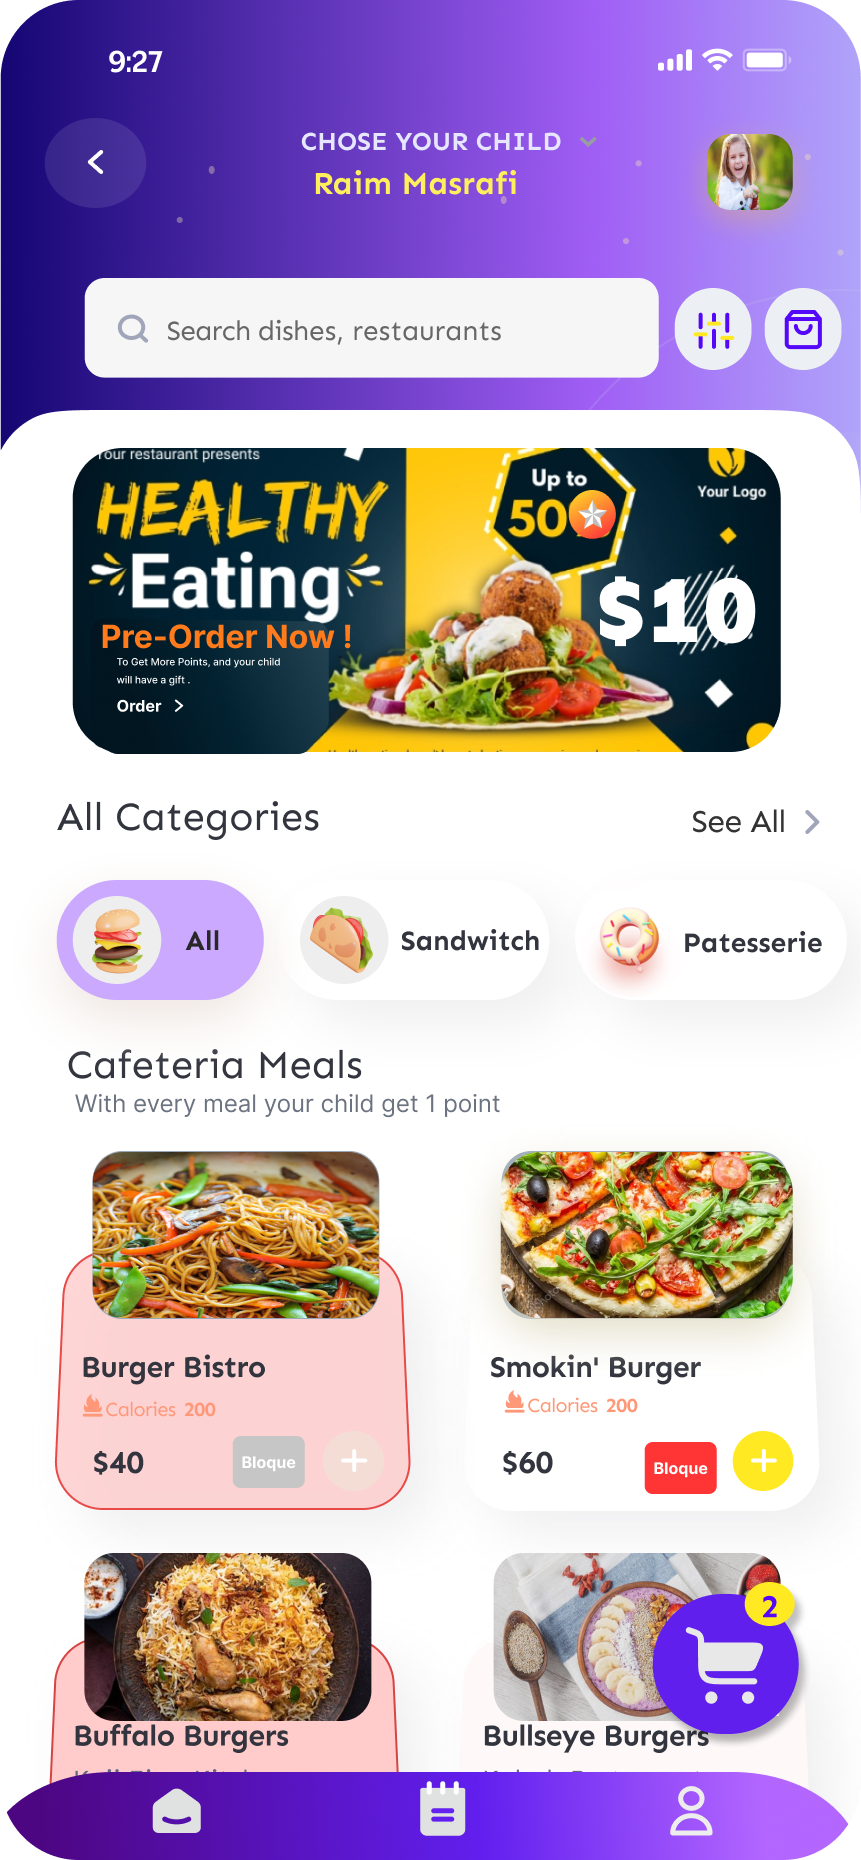 9:27
CHOSE YOUR CHILD
Raim Masrafi
Search dishes, restaurants
Your restaurant presents
HEALTHY
Eating
Pre-Order Now !
To Get More Points, and your child
will have a gift .
Order
Up to
50
Your Logo
$10
All Categories
See All
All
Sandwitch
Patesserie
Cafeteria Meals
With every meal your child get 1 point
Burger Bistro
Calories 200
$40
Bloque
Smokin' Burger
Calories 200
$60
Bloque
2
Buffalo Burgers
Bullseye Burgers